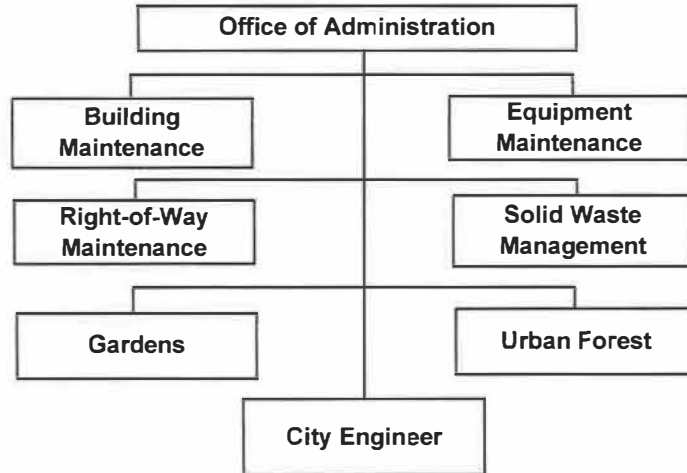 Office of Administration
Building
Maintenance
Equipment
Maintenance
Right-of-Way
Maintenance
Solid Waste
Management
Gardens
Urban Forest
City Engineer